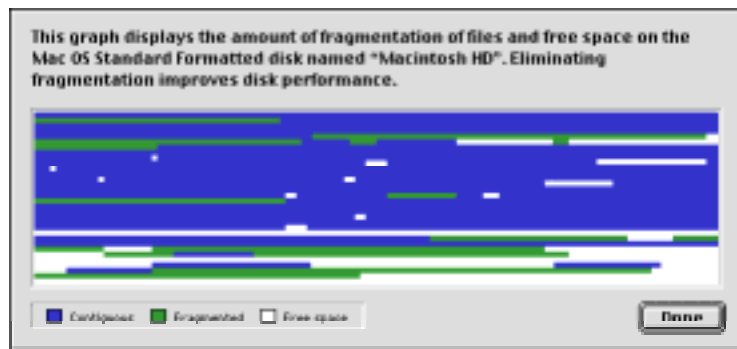 This graph displays the amount of fragmentation of files and free space on the
Mac OS Standard Formatted disk named “Macintosh HD”. Eliminating
fragmentation improves disk performance.
Contiguous Fragmented Free space
Done